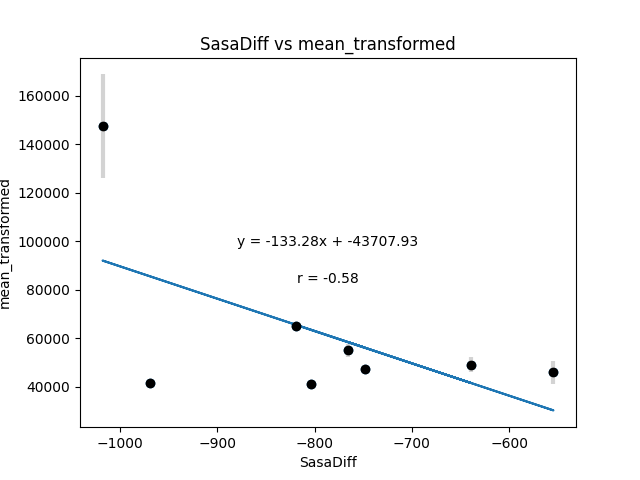 SasaDiff vs mean_transformed
160000
140000
120000
100000
80000
60000
40000
mean_transformed
y = -133.28x + -43707.93
r = -0.58
−1000
−900
−800
−700
−600
SasaDiff